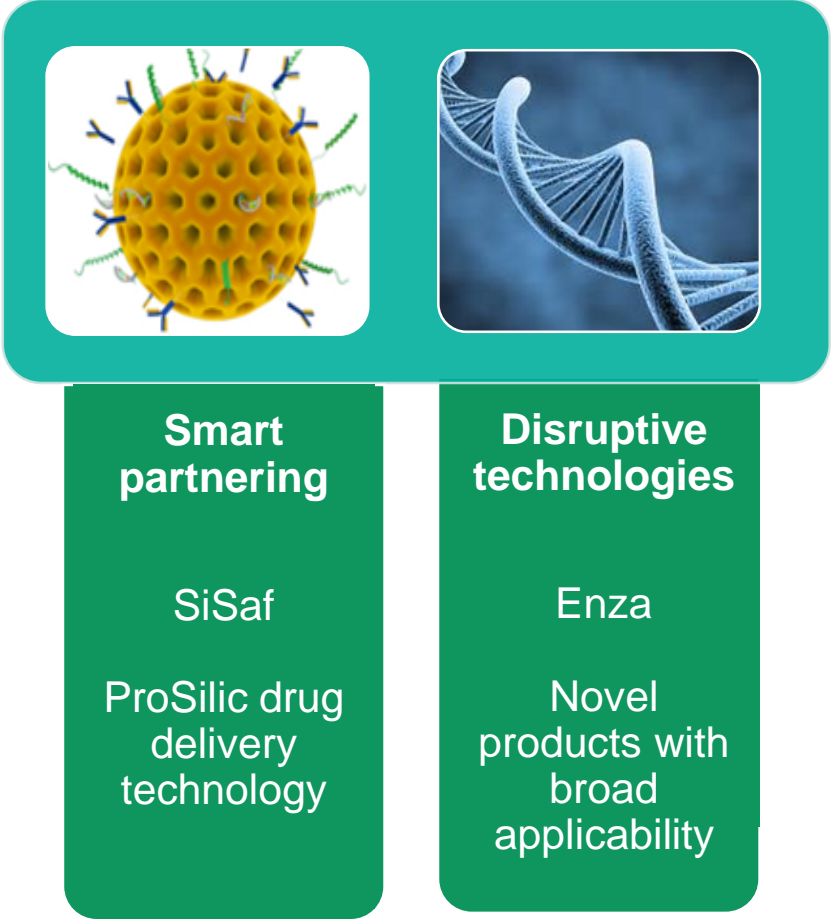 Smart
partnering
SiSaf
ProSilic drug
delivery
technology
Disruptive
technologies
Enza
Novel
products with
broad
applicability